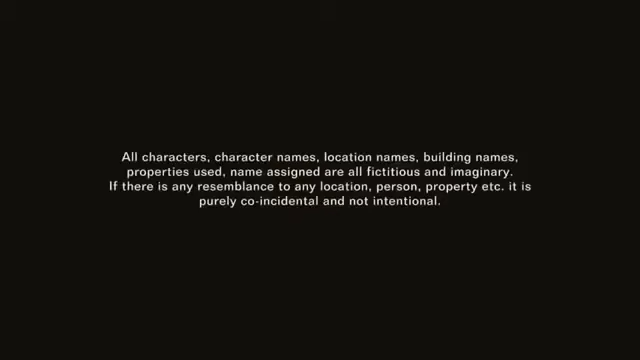 All characters, character names, location names, building names,
properties used, name assigned are all fictitious and imaginary.
If there is any resemblance to any location, person, property etc. it is
purely co-incidental and not intentional.